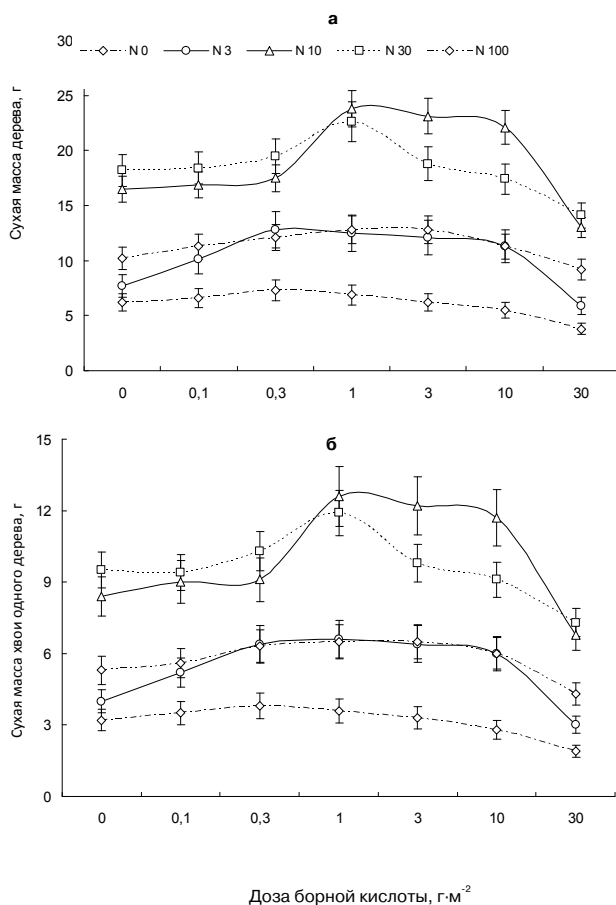 а
30
N 0 N 3 N 10 N 30 N 100
25
20
15
10
5
0
Сухая масса дерева, г
0 0,1 0,3 1 3 10 30
б
15
12
9
6
3
0
Сухая масса хвои одного дерева, г
0 0,1 0,3 1 3 10 30
Доза борной кислоты, г·м-2